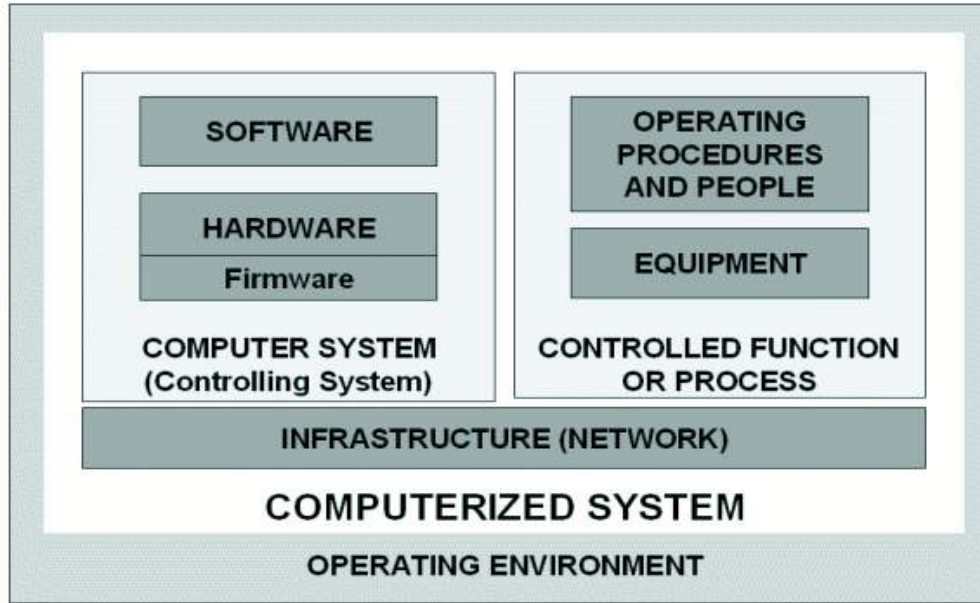 SOFTWARE
HARDWARE
Firmware
COMPUTER SYSTEM
(Controlling System)
OPERATING
PROCEDURES
AND PEOPLE
EQUIPMENT
CONTROLLED FUNCTION
OR PROCESS
INFRASTRUCTURE (NETWORK)
COMPUTERIZED SYSTEM
OPERATING ENVIRONMENT